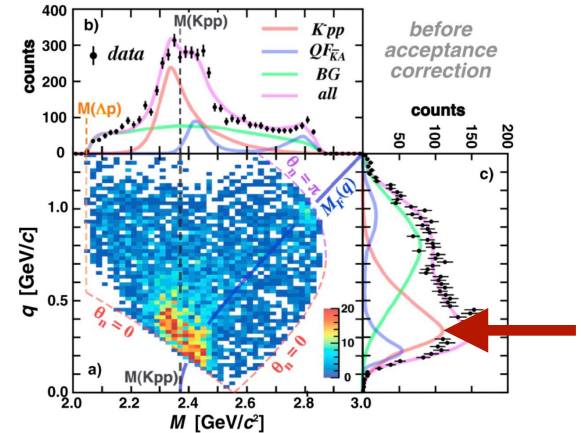 b)
M(Kpp)
400
300
200
100
0
counts
data
M(Λp)
Kpp
QF K̅A
BG
all
before
acceptance
correction
counts
50 100 150 200
c)
θn = π
MF(q)
1.0
0.5
0.0
q [GeV/c]
θn = 0
θn = 0
20
10
0
a)
M(Kpp)
2.0 2.2 2.4 2.6 2.8 3.0
M [GeV/c²]